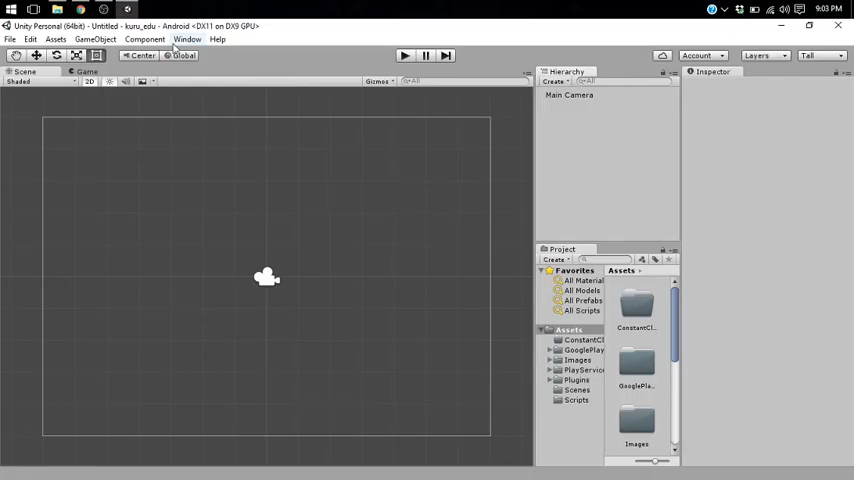 9:03 PM
Unity Personal (64bit) - Untitled - kuru_edu - Android <DX11 on DX9 GPU>
File Edit Assets GameObject Component Window Help
Center Global Account Layers Tall
Scene Game Hierarchy Inspector
Shaded 2D Gizmos All Create All
Main Camera
Project
Create
Favorites Assets
All Material
All Models
All Prefabs
All Scripts
Assets ConstantCl...
ConstantCl
GooglePlay
Images
PlayService
Plugins GooglePla...
Scenes
Scripts
Images